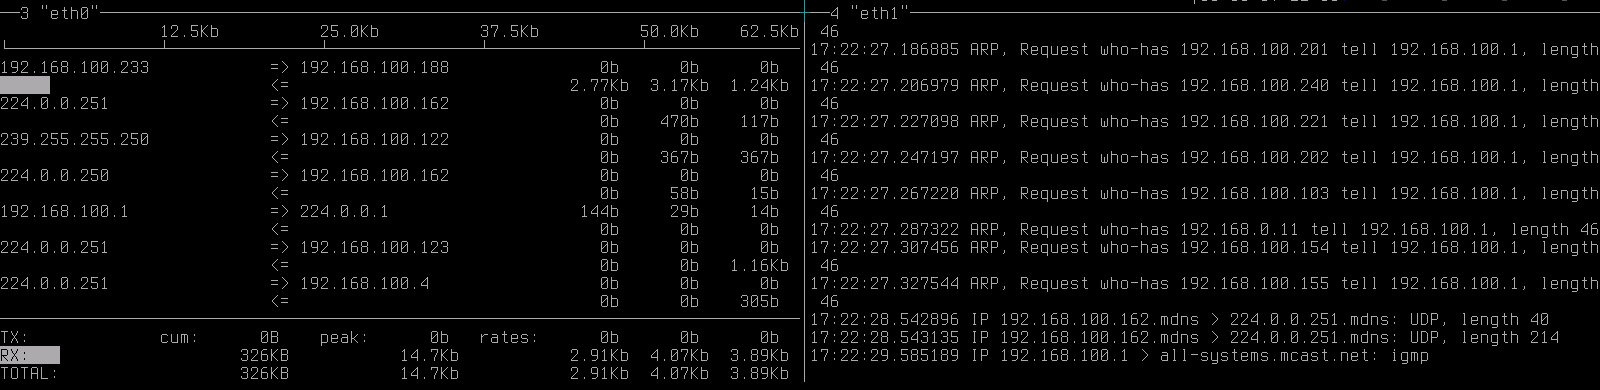 3 "eth0"
12.5Kb 25.0Kb 37.5Kb 50.0Kb 62.5Kb
192.168.100.233 => 192.168.100.188 0b 0b 0b
<= 2.77Kb 3.17Kb 1.24Kb
224.0.0.251 => 192.168.100.162 0b 0b 0b
<= 0b 470b 117b
239.255.255.250 => 192.168.100.122 0b 0b 0b
<= 0b 367b 367b
224.0.0.250 => 192.168.100.162 0b 0b 0b
<= 0b 58b 15b
192.168.100.1 => 224.0.0.1 144b 29b 14b
<= 0b 0b 0b
224.0.0.251 => 192.168.100.123 0b 0b 0b
<= 0b 0b 1.16Kb
224.0.0.251 => 192.168.100.4 0b 0b 0b
<= 0b 0b 305b
TX: cum: 0B peak: 0b rates: 0b 0b 0b
RX: 326KB 14.7Kb 2.91Kb 4.07Kb 3.89Kb
TOTAL: 326KB 14.7Kb 2.91Kb 4.07Kb 3.89Kb
4 "eth1"
46
17:22:27.186885 ARP, Request who-has 192.168.100.201 tell 192.168.100.1, length
46
17:22:27.206979 ARP, Request who-has 192.168.100.240 tell 192.168.100.1, length
46
17:22:27.227098 ARP, Request who-has 192.168.100.221 tell 192.168.100.1, length
46
17:22:27.247197 ARP, Request who-has 192.168.100.202 tell 192.168.100.1, length
46
17:22:27.267220 ARP, Request who-has 192.168.100.103 tell 192.168.100.1, length
46
17:22:27.287322 ARP, Request who-has 192.168.0.11 tell 192.168.100.1, length 46
17:22:27.307456 ARP, Request who-has 192.168.100.154 tell 192.168.100.1, length
46
17:22:27.327544 ARP, Request who-has 192.168.100.155 tell 192.168.100.1, length
46
17:22:28.542896 IP 192.168.100.162.mdns > 224.0.0.251.mdns: UDP, length 40
17:22:28.543135 IP 192.168.100.162.mdns > 224.0.0.251.mdns: UDP, length 214
17:22:29.585189 IP 192.168.100.1 > all-systems.mcast.net: igmp